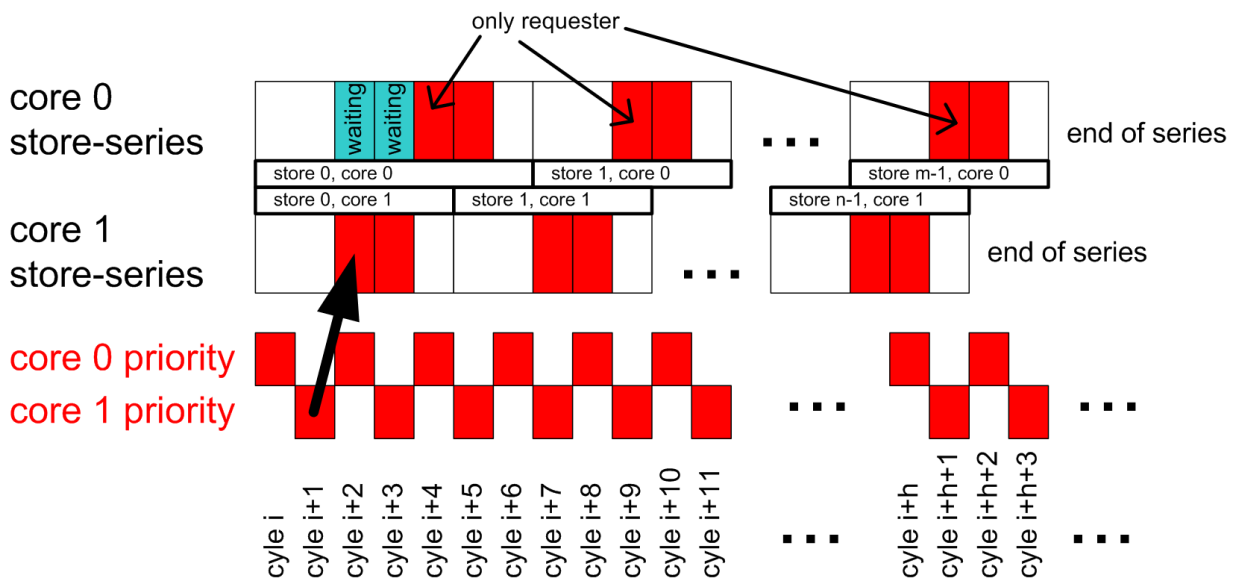 only requester
core 0
store-series
waiting
waiting
end of series
store 0, core 0
store 1, core 0
store m-1, core 0
store 0, core 1
store 1, core 1
store n-1, core 1
core 1
store-series
end of series
core 0 priority
core 1 priority
cyle i
cyle i+1
cyle i+2
cyle i+3
cyle i+4
cyle i+5
cyle i+6
cyle i+7
cyle i+8
cyle i+9
cyle i+10
cyle i+11
cyle i+h
cyle i+h+1
cyle i+h+2
cyle i+h+3